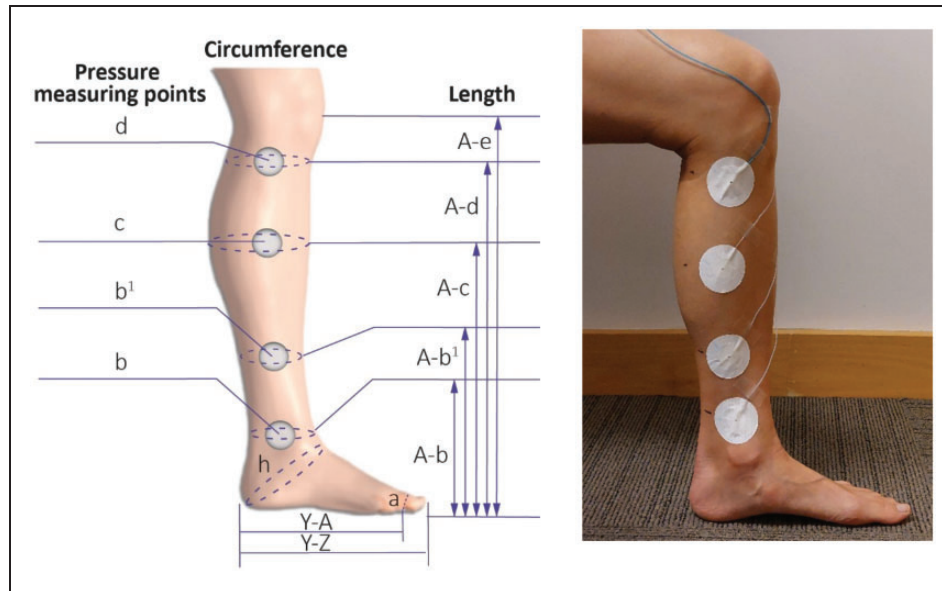 Circumference
Pressure
measuring points
Length
d
A-e
A-d
c
A-c
b¹
A-b¹
b
A-b
h
a
Y-A
Y-Z